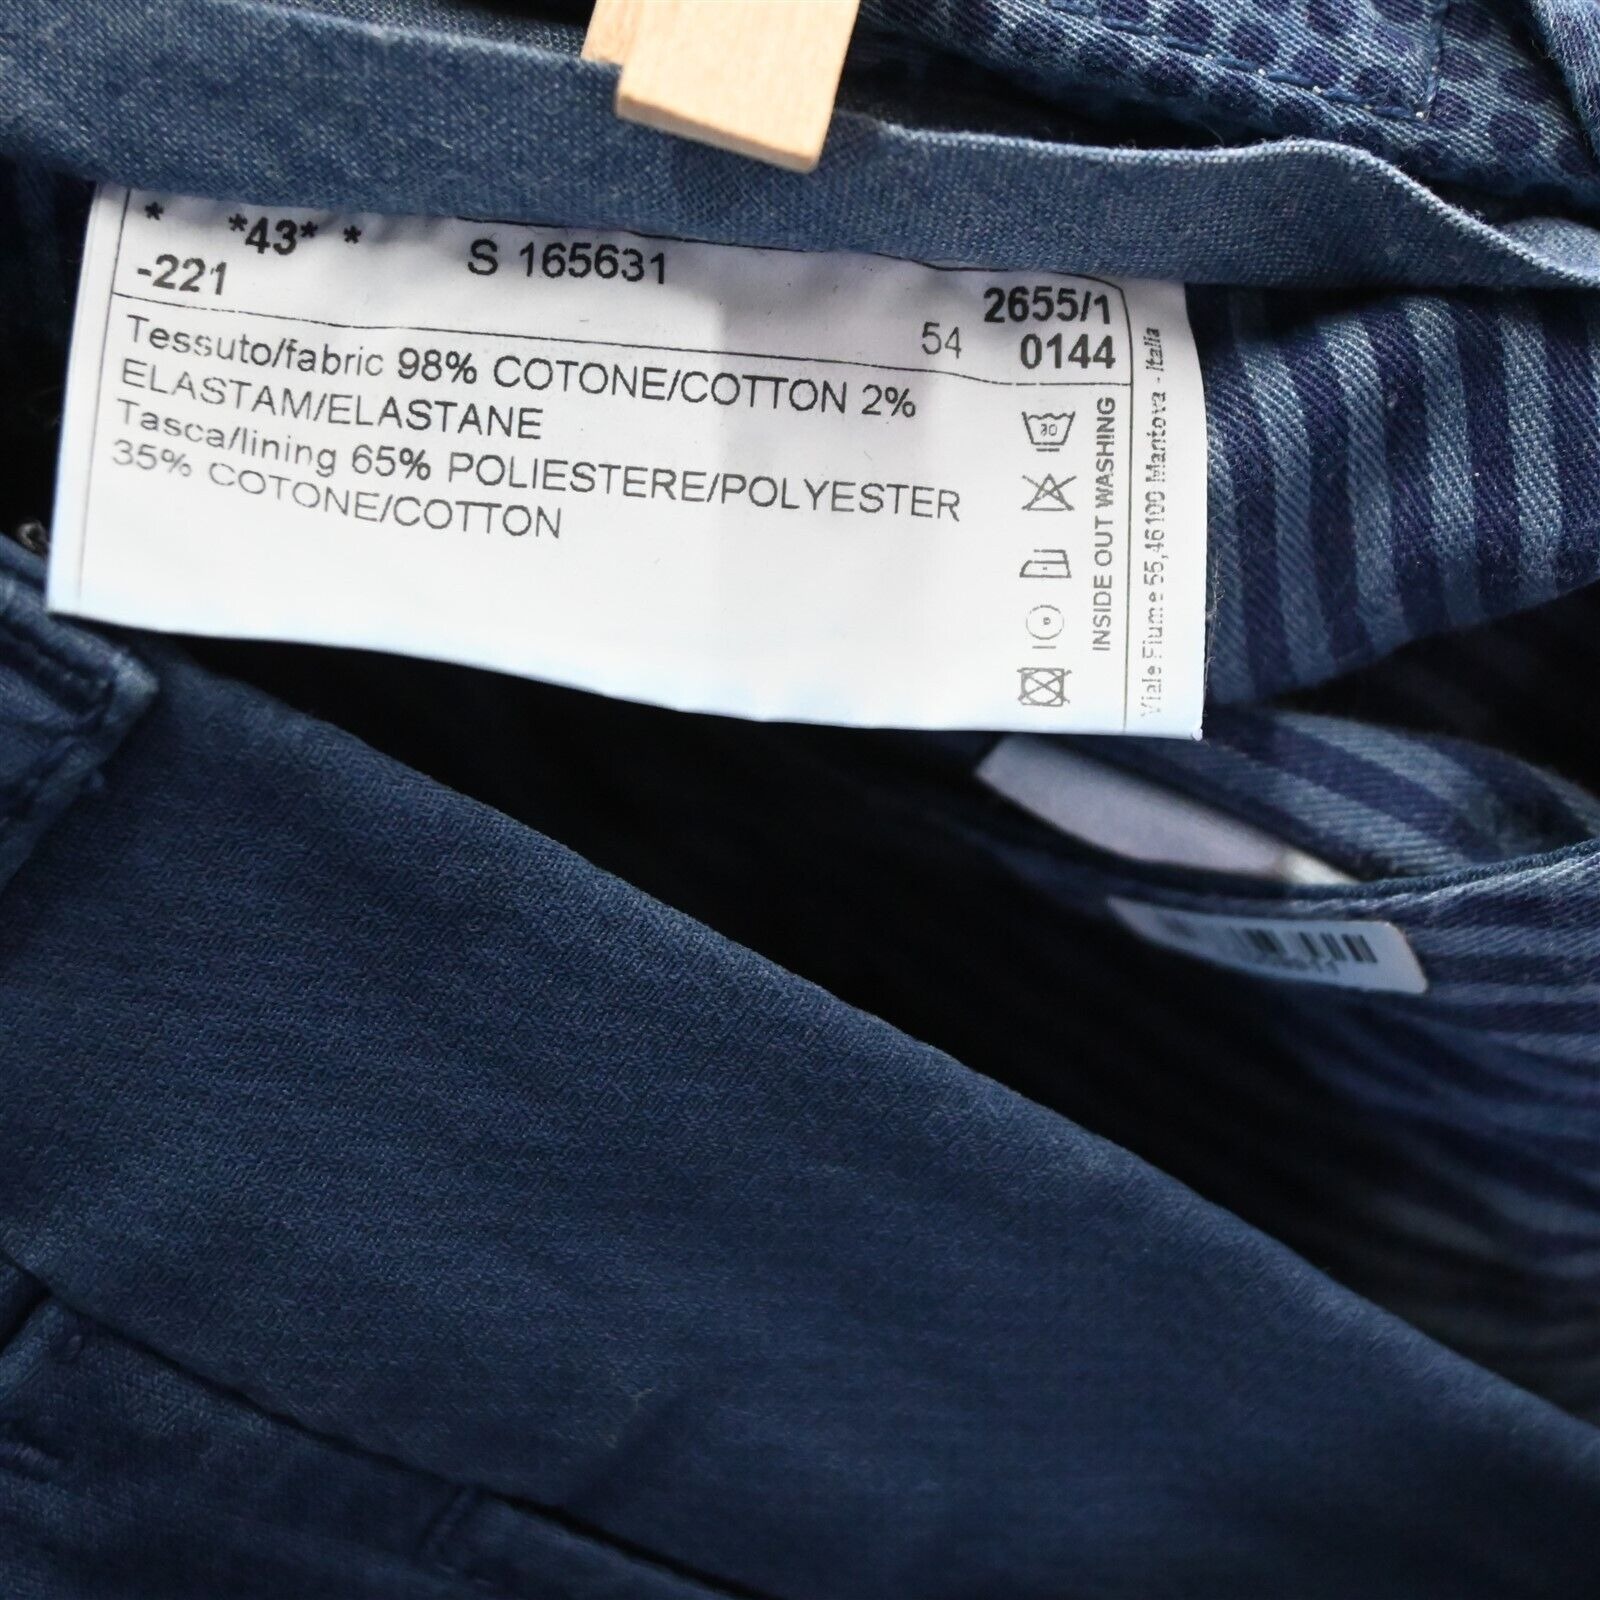 * *43* * S 165631 2655/1
-221 54 0144
Tessuto/fabric 98% COTONE/COTTON 2%
ELASTAM/ELASTANE
Tasca/lining 65% POLIESTERE/POLYESTER
35% COTONE/COTTON
30
INSIDE OUT WASHING
Viale Fiume 55,46100 Mantova - Italia